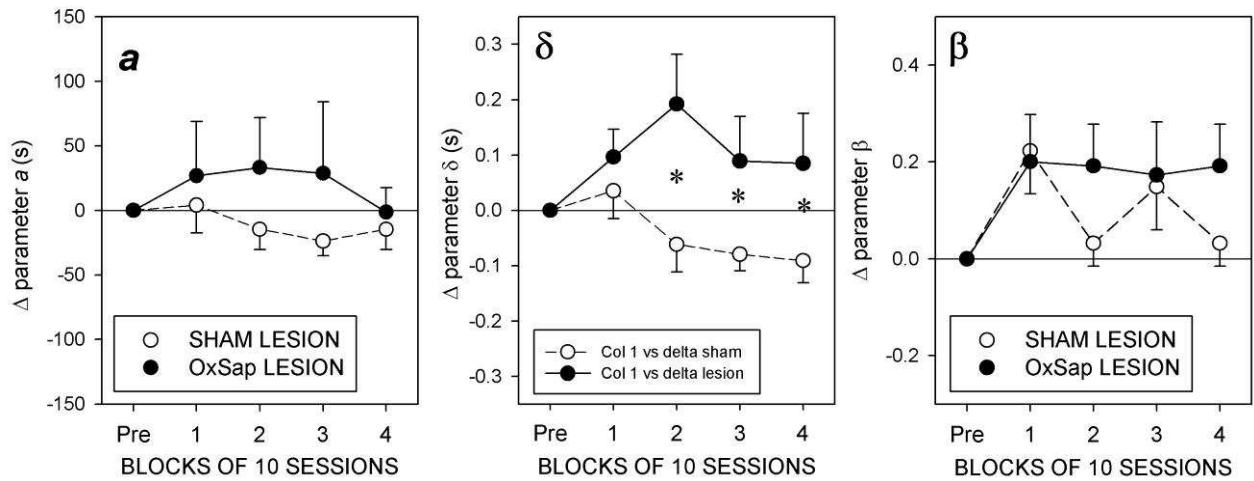 a
Δ parameter a (s)
150
100
50
0
-50
-100
-150
SHAM LESION
OxSap LESION
Pre 1 2 3 4
BLOCKS OF 10 SESSIONS
δ
Δ parameter δ (s)
0.3
0.2
0.1
0.0
-0.1
-0.2
-0.3
* * *
Col 1 vs delta sham
Col 1 vs delta lesion
Pre 1 2 3 4
BLOCKS OF 10 SESSIONS
β
Δ parameter β
0.4
0.2
0.0
-0.2
SHAM LESION
OxSap LESION
Pre 1 2 3 4
BLOCKS OF 10 SESSIONS